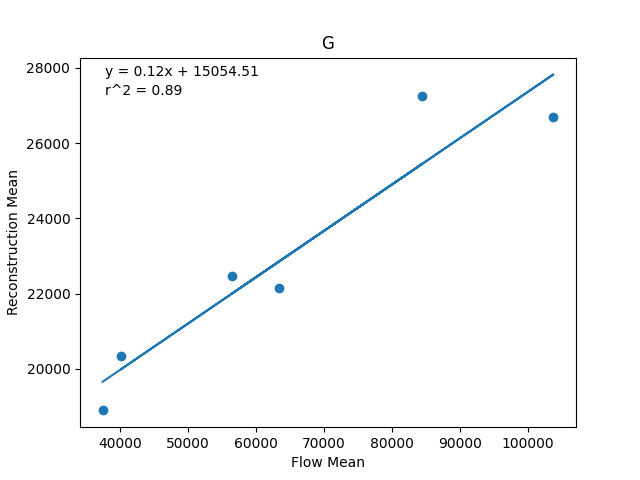 G
y = 0.12x + 15054.51
r^2 = 0.89
28000
26000
24000
22000
20000
Reconstruction Mean
40000 50000 60000 70000 80000 90000 100000
Flow Mean